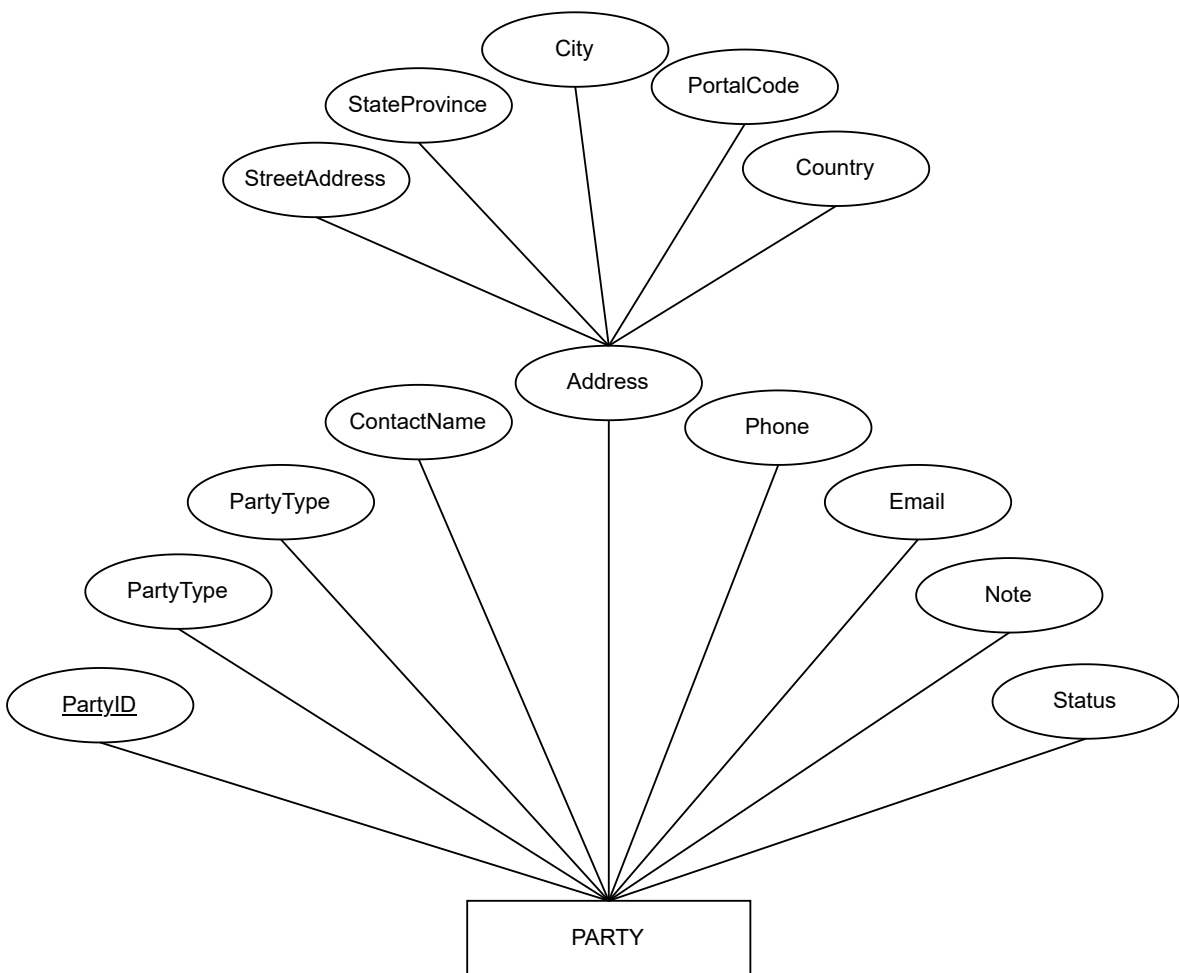 City
PortalCode
StateProvince
Country
StreetAddress
Address
ContactName
Phone
PartyType
Email
PartyType
Note
PartyID
Status
PARTY